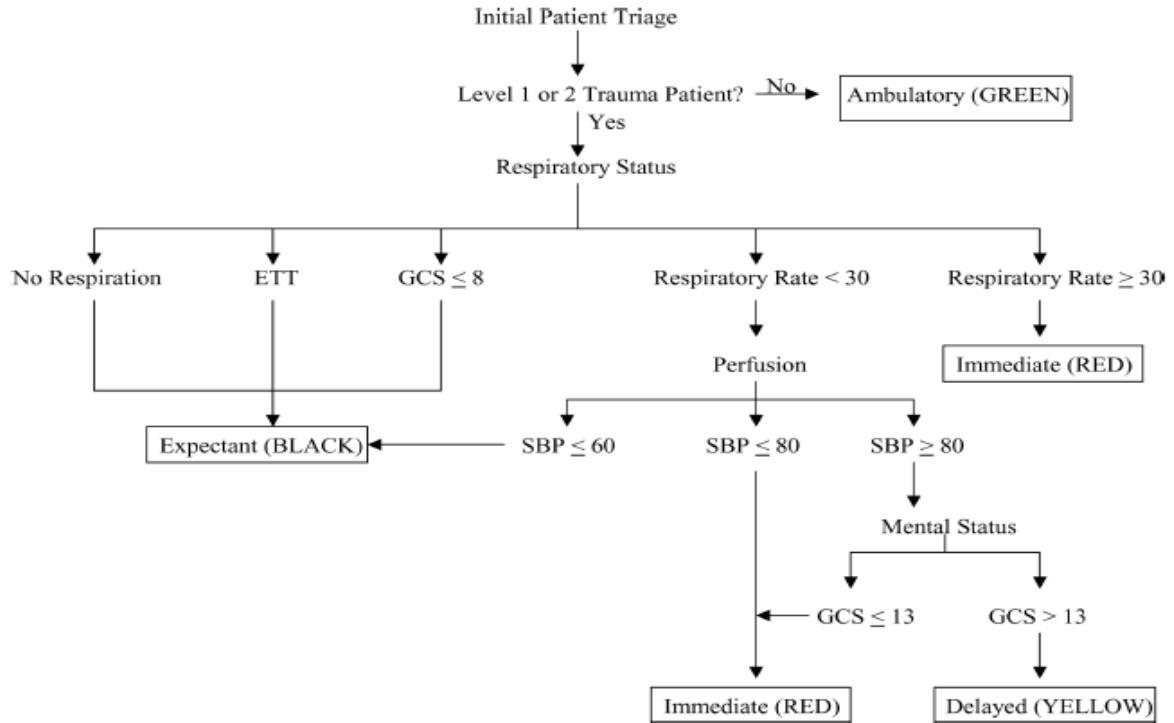 Initial Patient Triage
Level 1 or 2 Trauma Patient?
No
Ambulatory (GREEN)
Yes
Respiratory Status
No Respiration
ETT
GCS ≤ 8
Respiratory Rate < 30
Respiratory Rate ≥ 30
Perfusion
Immediate (RED)
Expectant (BLACK)
SBP ≤ 60
SBP ≤ 80
SBP ≥ 80
Mental Status
GCS ≤ 13
GCS > 13
Immediate (RED)
Delayed (YELLOW)